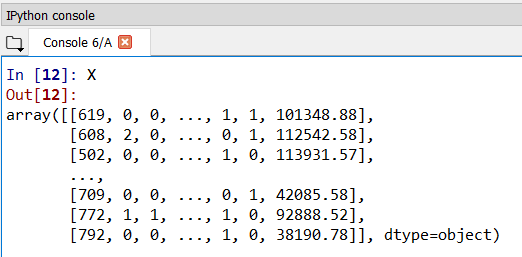 IPython console
Console 6/A
In [12]: X
Out[12]:
array([[619, 0, 0, ..., 1, 1, 101348.88],
[608, 2, 0, ..., 0, 1, 112542.58],
[502, 0, 0, ..., 1, 0, 113931.57],
...,
[709, 0, 0, ..., 0, 1, 42085.58],
[772, 1, 1, ..., 1, 0, 92888.52],
[792, 0, 0, ..., 1, 0, 38190.78]], dtype=object)